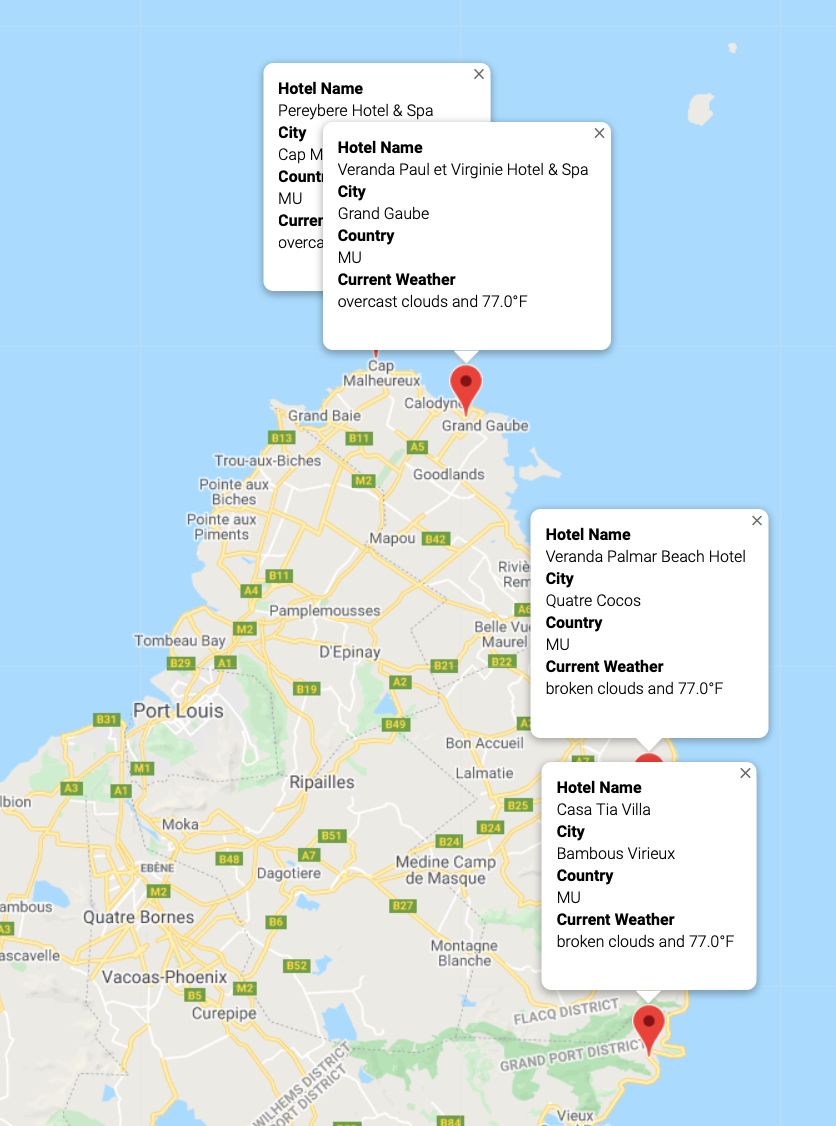 Hotel Name
Pereybere Hotel & Spa
City
Cap M
Countr
MU
Curren
overca
Hotel Name
Veranda Paul et Virginie Hotel & Spa
City
Grand Gaube
Country
MU
Current Weather
overcast clouds and 77.0°F
Cap
Malheureux
Calodyn
Grand Baie
Grand Gaube
B13
B11
A5
Trou-aux-Biches
M2
Goodlands
Pointe aux
Biches
Pointe aux
Piments
Mapou
B42
Hotel Name
Veranda Palmar Beach Hotel
City
Quatre Cocos
Country
MU
Current Weather
broken clouds and 77.0°F
Riviè
Rem
B11
A4
Pamplemousses
A6
M2
Belle Vue
Maurel
Tombeau Bay
D'Epinay
B29
A1
B21
B22
A2
B19
Port Louis
B31
B49
Bon Accueil
A7
M1
Lalmatie
A3
A1
Ripailles
lbion
B25
Moka
B24
B51
B24
EBÈNE
B48
A7
Dagotiere
Medine Camp
de Masque
M2
ambous
B27
Quatre Bornes
B6
A3
ascavelle
Montagne
Blanche
B52
Vacoas-Phoenix
M2
B5
Curepipe
Hotel Name
Casa Tia Villa
City
Bambous Virieux
Country
MU
Current Weather
broken clouds and 77.0°F
FLACQ DISTRICT
GRAND PORT DISTRICT
WILHEMS DISTRICT
PORT DISTRICT
B84
Vieux